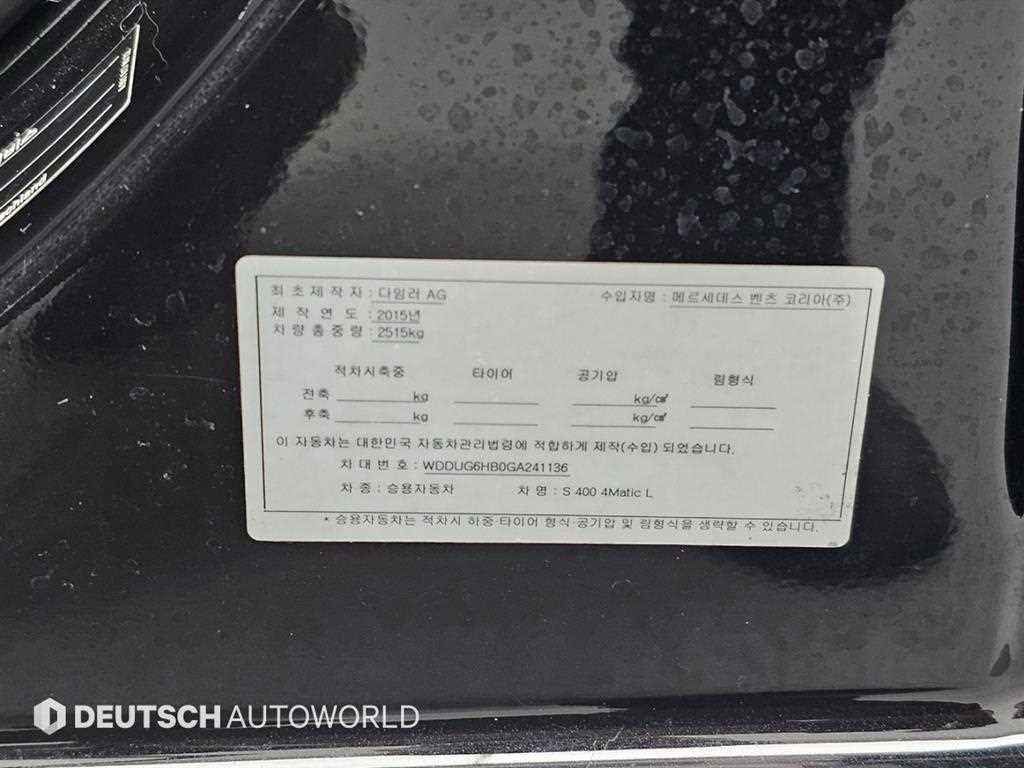 최초제작자 : 다임러 AG 수입자명 : 메르세데스 벤츠 코리아(주)
제작연도 : 2015년
차량총중량 : 2515kg
적차시축중 타이어 공기압 림형식
전축 kg kg/㎠
후축 kg kg/㎠
이 자동차는 대한민국 자동차관리법령에 적합하게 제작(수입) 되었습니다.
차대번호 : WDDUG6HB0GA241136
차종 : 승용자동차 차명 : S 400 4Matic L
* 승용자동차는 적차시 하중·타이어 형식·공기압 및 림형식을 생략할 수 있습니다.
DEUTSCH AUTOWORLD